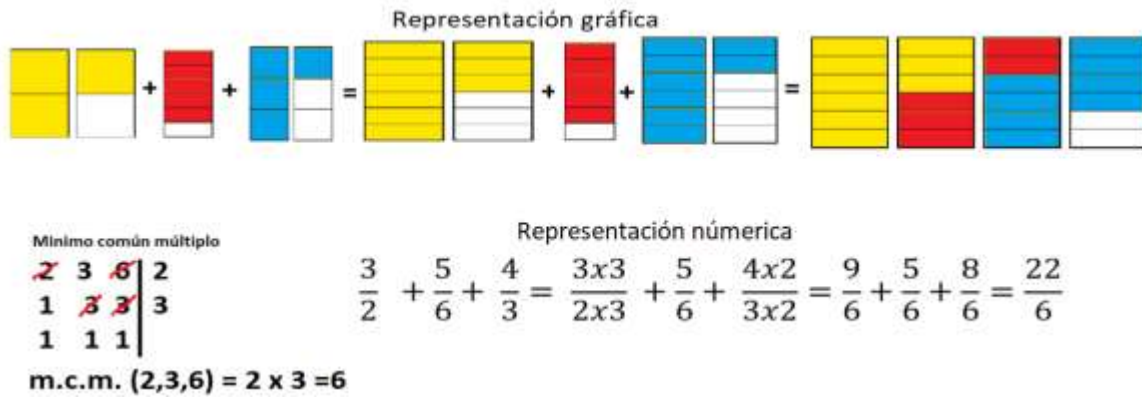 Representación gráfica
+ + = + + =
Minimo común múltiplo
2 3 6 2
1 3 3 3
1 1 1
m.c.m. (2,3,6) = 2 x 3 =6
Representación númerica
3/2 + 5/6 + 4/3 = 3x3/2x3 + 5/6 + 4x2/3x2 = 9/6 + 5/6 + 8/6 = 22/6